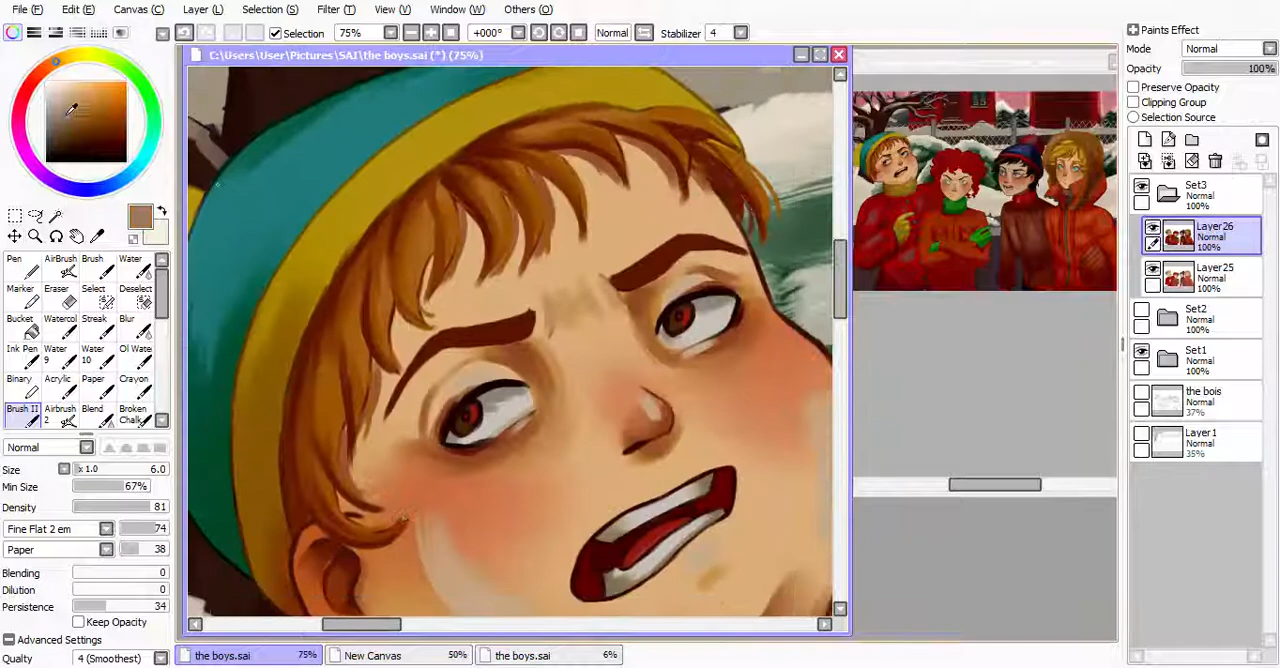 File (F) Edit (E) Canvas (C) Layer (L) Selection (S) Filter (T) View (V) Window (W) Others (O)
Selection 75% +000° Normal Stabilizer 4
C:\Users\User\Pictures\SAI\the boys.sai (*) (75%)
Pen AirBrush Brush Water
Marker Eraser Select Deselect
Bucket Watercol Streak Blur
Ink Pen Water 9 Water 10 Ol Wate
Binary Acrylic Paper Crayon
Brush II Airbrush 2 Blend Broken Chalk
Normal
Size x 1.0 6.0
Min Size 67%
Density 81
Fine Flat 2 em 74
Paper 38
Blending 0
Dilution 0
Persistence 34
Keep Opacity
Advanced Settings
Quality 4 (Smoothest)
the boys.sai 75% New Canvas 50% the boys.sai 6%
Paints Effect
Mode Normal
Opacity 100%
Preserve Opacity
Clipping Group
Selection Source
Set3
Normal
100%
Layer26
Normal
100%
Layer25
Normal
100%
Set2
Normal
100%
Set1
Normal
100%
the bois
Normal
37%
Layer1
Normal
35%